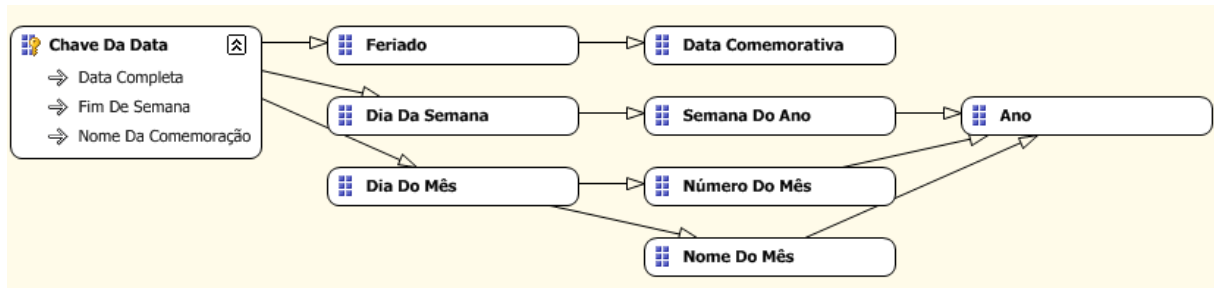 Chave Da Data
Data Completa
Fim De Semana
Nome Da Comemoração
Feriado
Data Comemorativa
Dia Da Semana
Semana Do Ano
Ano
Dia Do Mês
Número Do Mês
Nome Do Mês